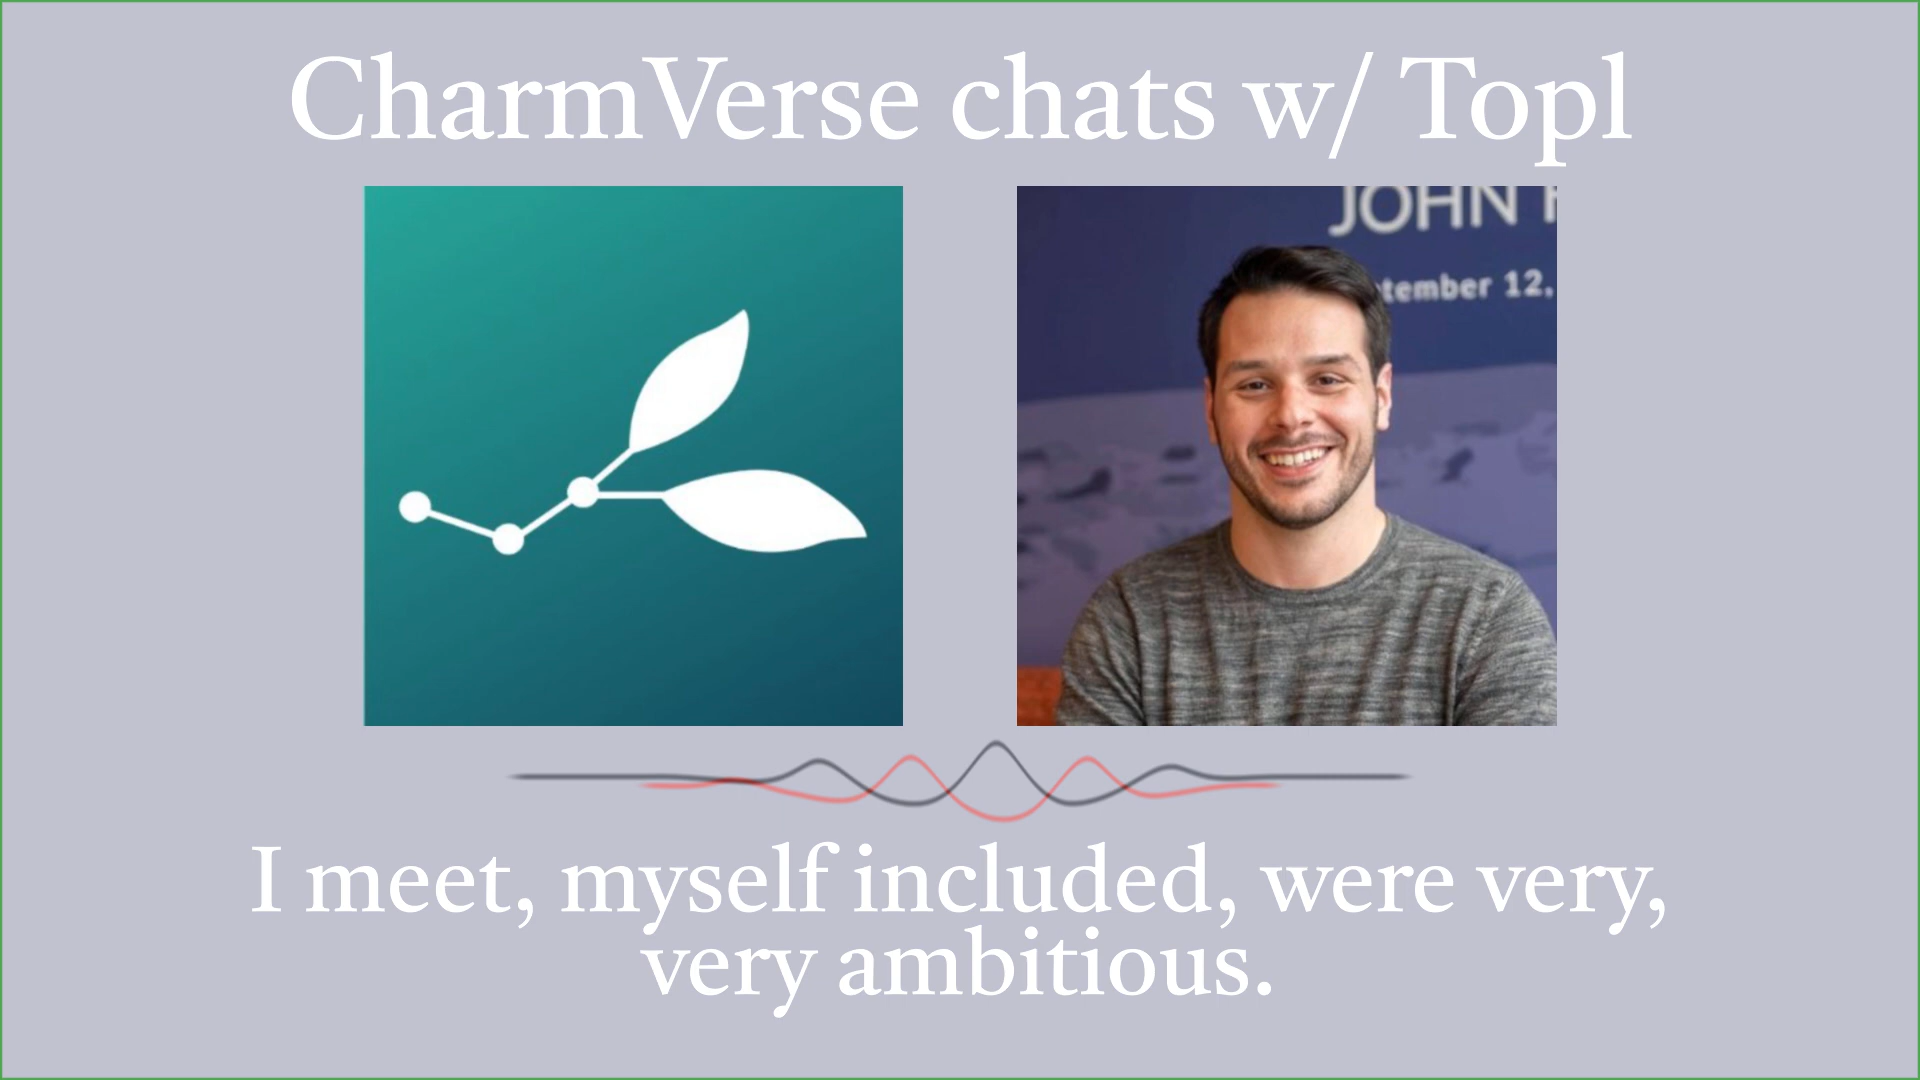 CharmVerse chats w/ Topl
JOHN
tember 12,
I meet, myself included, were very,
very ambitious.